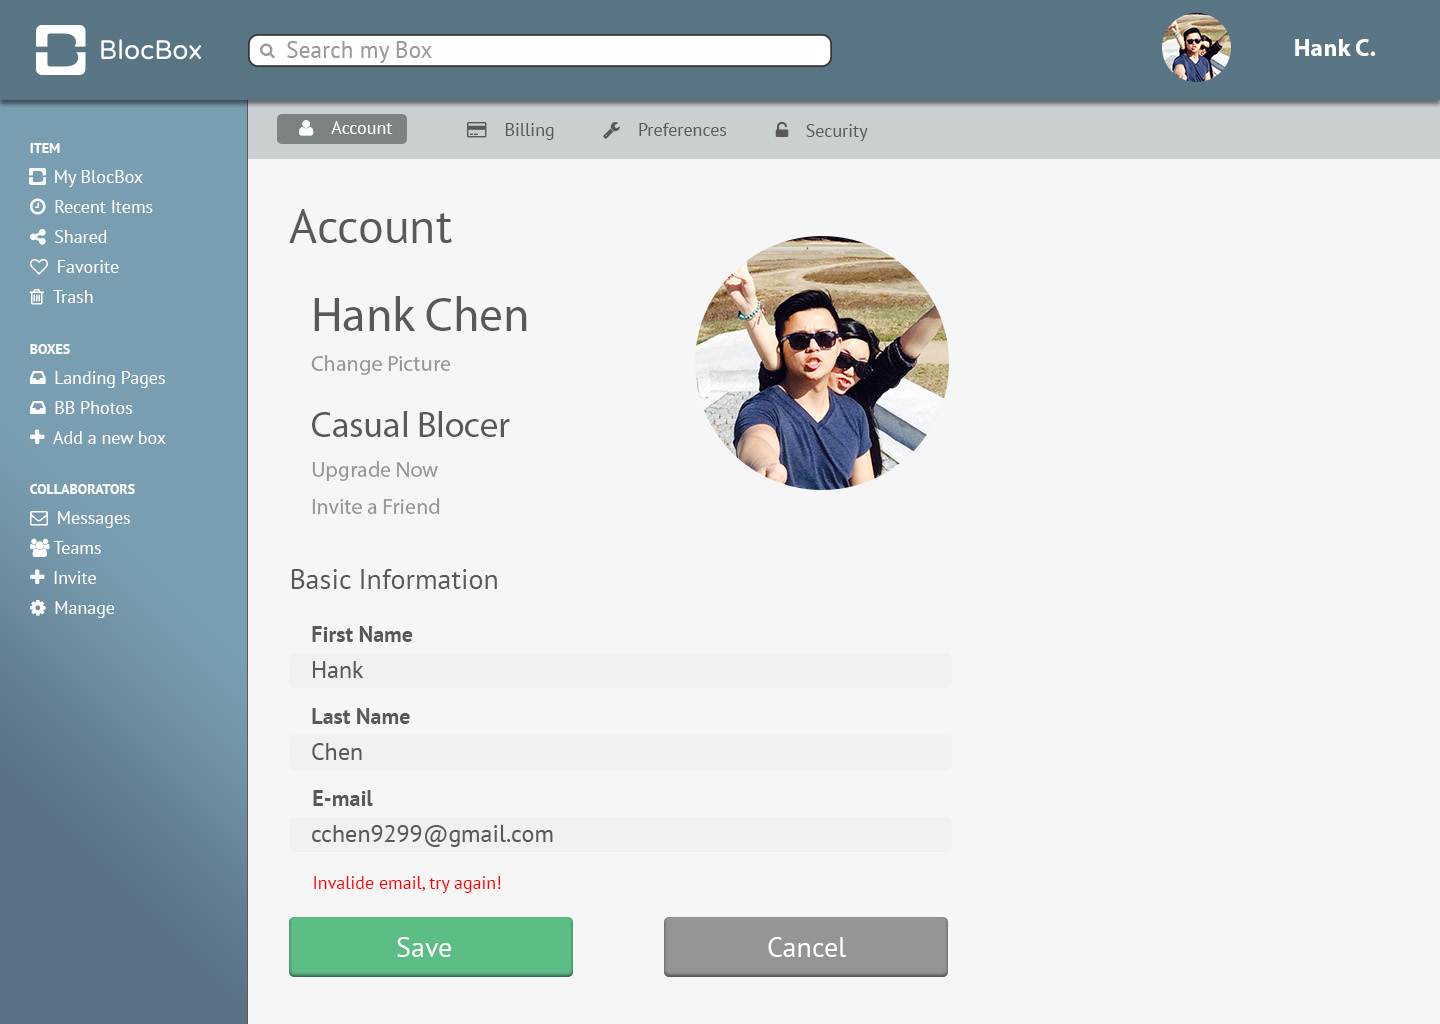 BlocBox
Search my Box
Hank C.
Account
Billing
Preferences
Security
ITEM
My BlocBox
Recent Items
Shared
Favorite
Trash
BOXES
Landing Pages
BB Photos
Add a new box
COLLABORATORS
Messages
Teams
Invite
Manage
Account
Hank Chen
Change Picture
Casual Blocer
Upgrade Now
Invite a Friend
Basic Information
First Name
Hank
Last Name
Chen
E-mail
cchen9299@gmail.com
Invalide email, try again!
Save
Cancel